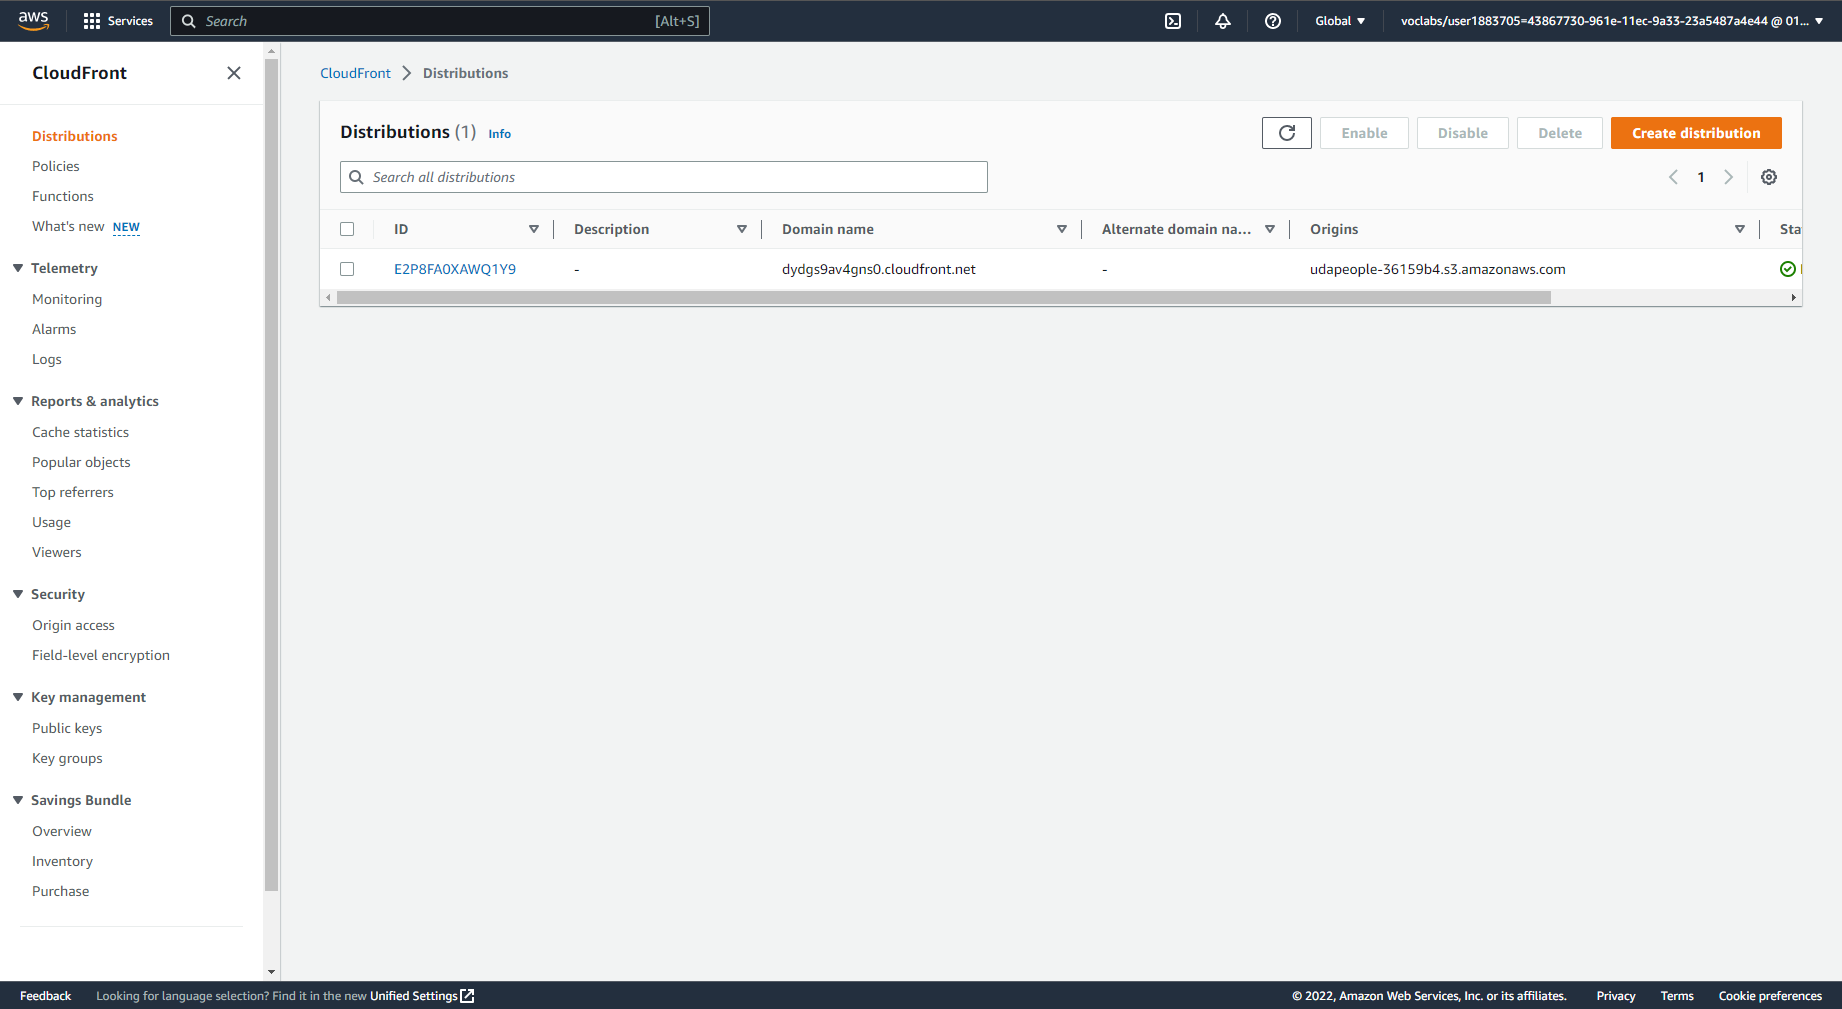 aws
Services
Search [Alt+S]
Global
voclabs/user1883705=43867730-961e-11ec-9a33-23a5487a4e44 @ 01...
CloudFront
Distributions
Policies
Functions
What's new NEW
Telemetry
Monitoring
Alarms
Logs
Reports & analytics
Cache statistics
Popular objects
Top referrers
Usage
Viewers
Security
Origin access
Field-level encryption
Key management
Public keys
Key groups
Savings Bundle
Overview
Inventory
Purchase
CloudFront Distributions
Distributions (1) Info
Enable
Disable
Delete
Create distribution
Search all distributions
1
ID Description Domain name Alternate domain na... Origins Sta
E2P8FA0XAWQ1Y9 - dydgs9av4gns0.cloudfront.net - udapeople-36159b4.s3.amazonaws.com
Feedback
Looking for language selection? Find it in the new Unified Settings
© 2022, Amazon Web Services, Inc. or its affiliates.
Privacy
Terms
Cookie preferences